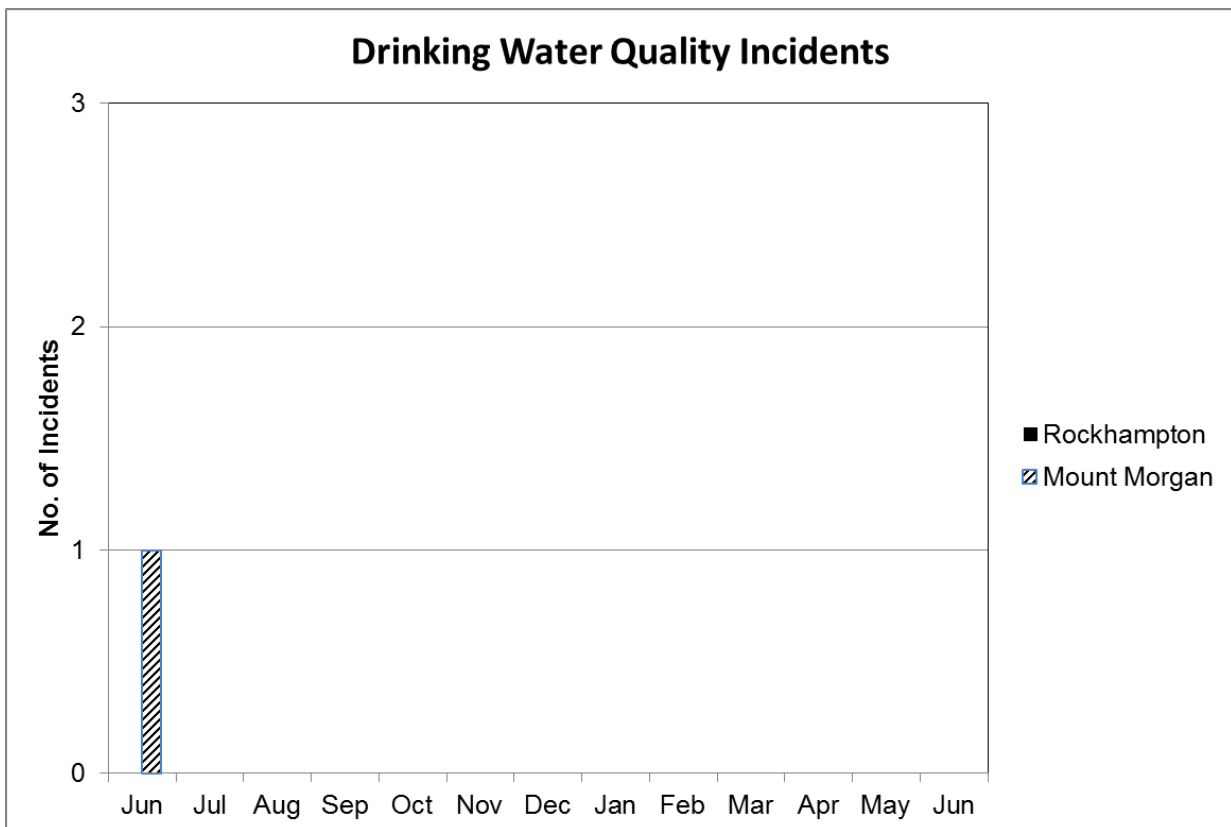 Drinking Water Quality Incidents
3
2
1
0
No. of Incidents
Jun Jul Aug Sep Oct Nov Dec Jan Feb Mar Apr May Jun
Rockhampton
Mount Morgan